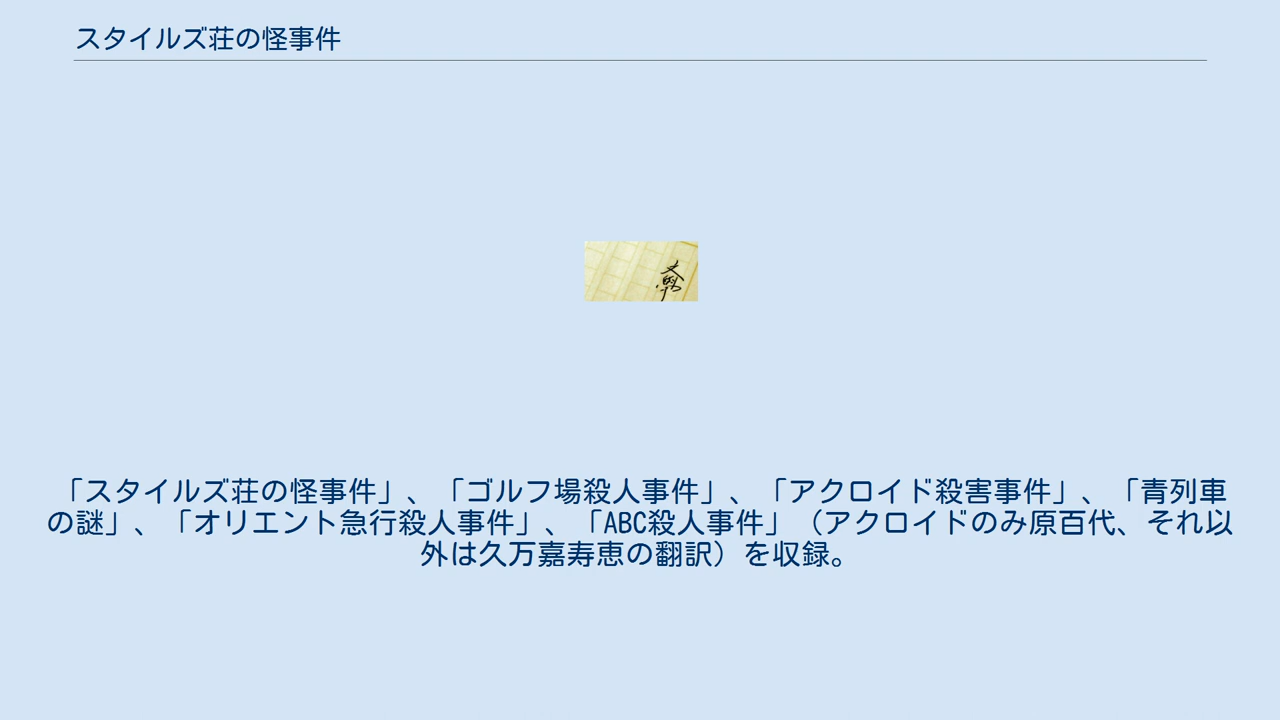 スタイルズ荘の怪事件
「スタイルズ荘の怪事件」、「ゴルフ場殺人事件」、「アクロイド殺害事件」、「青列車
の謎」、「オリエント急行殺人事件」、「ABC殺人事件」（アクロイドのみ原百代、それ以
外は久万嘉寿恵の翻訳）を収録。